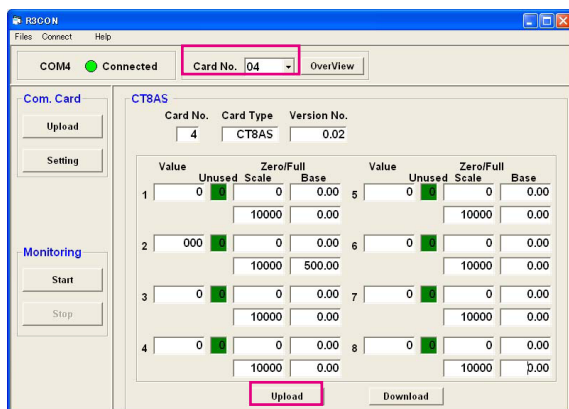 R3CON
Files Connect Help
COM4 Connected Card No. 04 OverView
Com. Card
Upload
Setting
Monitoring
Start
Stop
CT8AS
Card No. Card Type Version No.
4 CT8AS 0.02
Value Zero/Full Value Zero/Full
Unused Scale Base Unused Scale Base
1 0 0 0 0.00 5 0 0 0 0.00
10000 0.00 10000 0.00
2 000 0 0 0.00 6 0 0 0 0.00
10000 500.00 10000 0.00
3 0 0 0 0.00 7 0 0 0 0.00
10000 0.00 10000 0.00
4 0 0 0 0.00 8 0 0 0 0.00
10000 0.00 10000 0.00
Upload Download